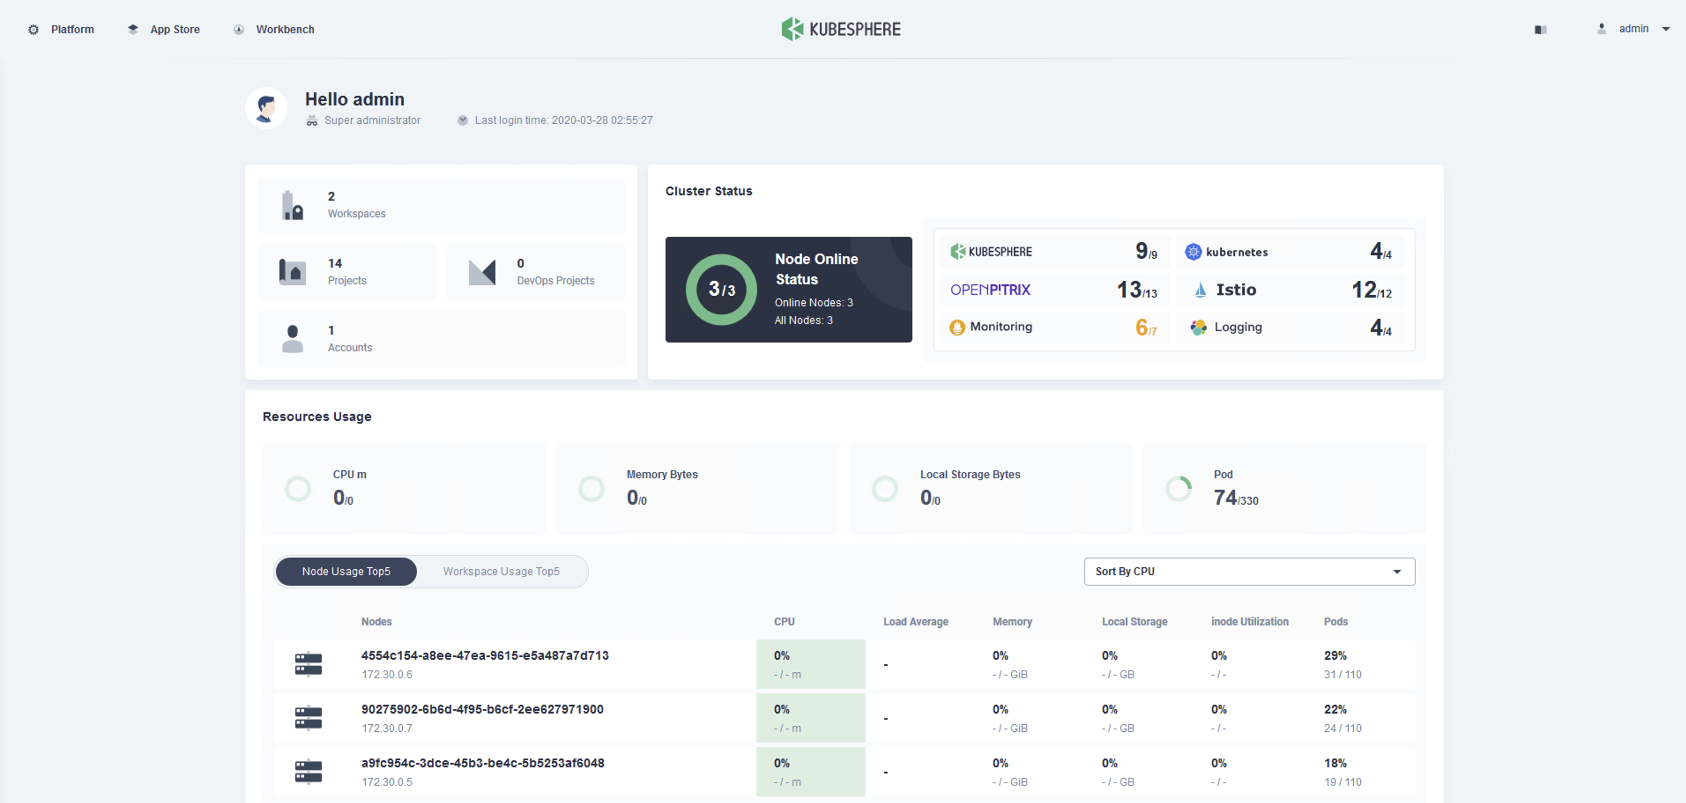 Platform
App Store
Workbench
KUBESPHERE
admin
Hello admin
Super administrator
Last login time: 2020-03-28 02:55:27
2
Workspaces
14
Projects
0
DevOps Projects
1
Accounts
Cluster Status
3 / 3
Node Online
Status
Online Nodes: 3
All Nodes: 3
KUBESPHERE 9/9
kubernetes 4/4
OPENPITRIX 13/13
Istio 12/12
Monitoring 6/7
Logging 4/4
Resources Usage
CPU m
0/0
Memory Bytes
0/0
Local Storage Bytes
0/0
Pod
74/330
Node Usage Top5
Workspace Usage Top5
Sort By CPU
Nodes CPU Load Average Memory Local Storage inode Utilization Pods
4554c154-a8ee-47ea-9615-e5a487a7d713 0% - 0% 0% 0% 29%
172.30.0.6 - / - m - / - GiB - / - GB - / - 31 / 110
90275902-6b6d-4f95-b6cf-2ee627971900 0% - 0% 0% 0% 22%
172.30.0.7 - / - m - / - GiB - / - GB - / - 24 / 110
a9fc954c-3dce-45b3-be4c-5b5253af6048 0% - 0% 0% 0% 18%
172.30.0.5 - / - m - / - GiB - / - GB - / - 19 / 110